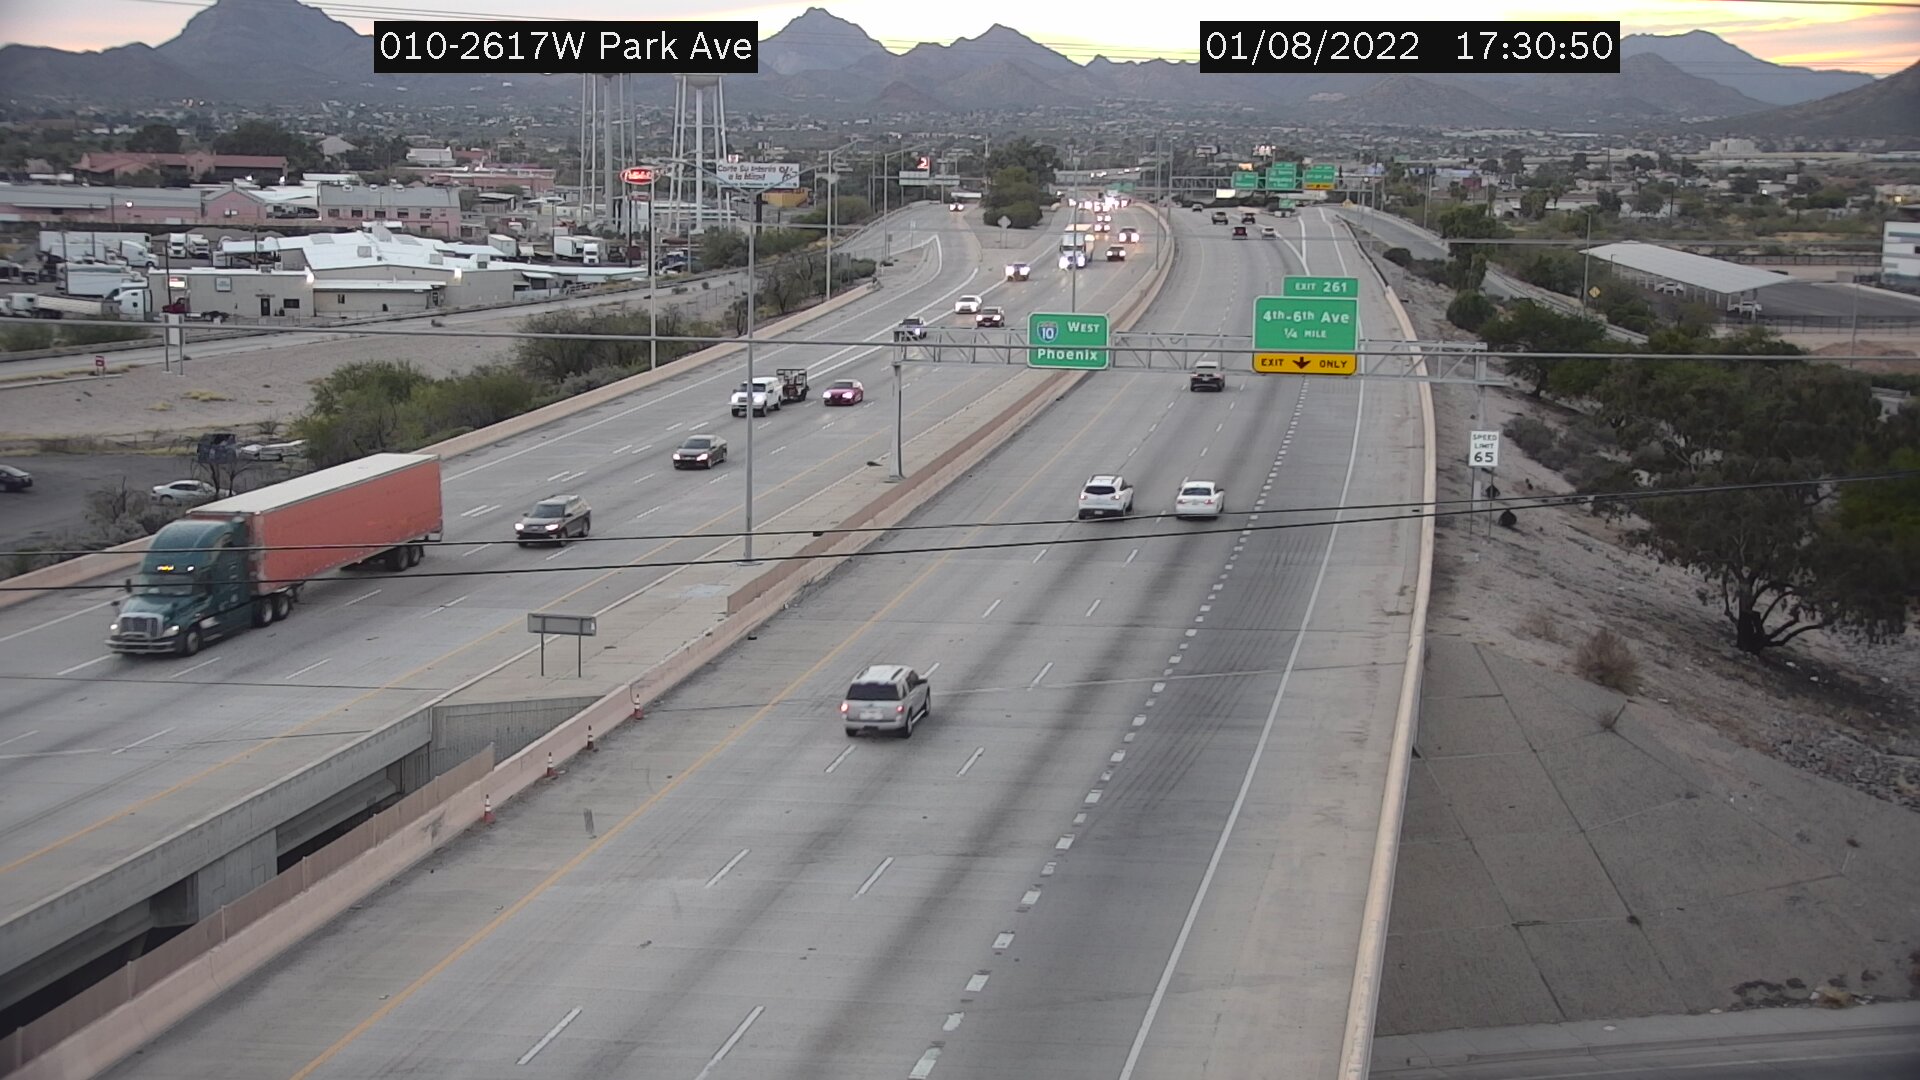 010-2617W Park Ave
01/08/2022 17:30:50
EXIT 261
4th-6th Ave
1/4 MILE
EXIT ONLY
10 WEST
Phoenix
SPEED
LIMIT
65
Peterbilt